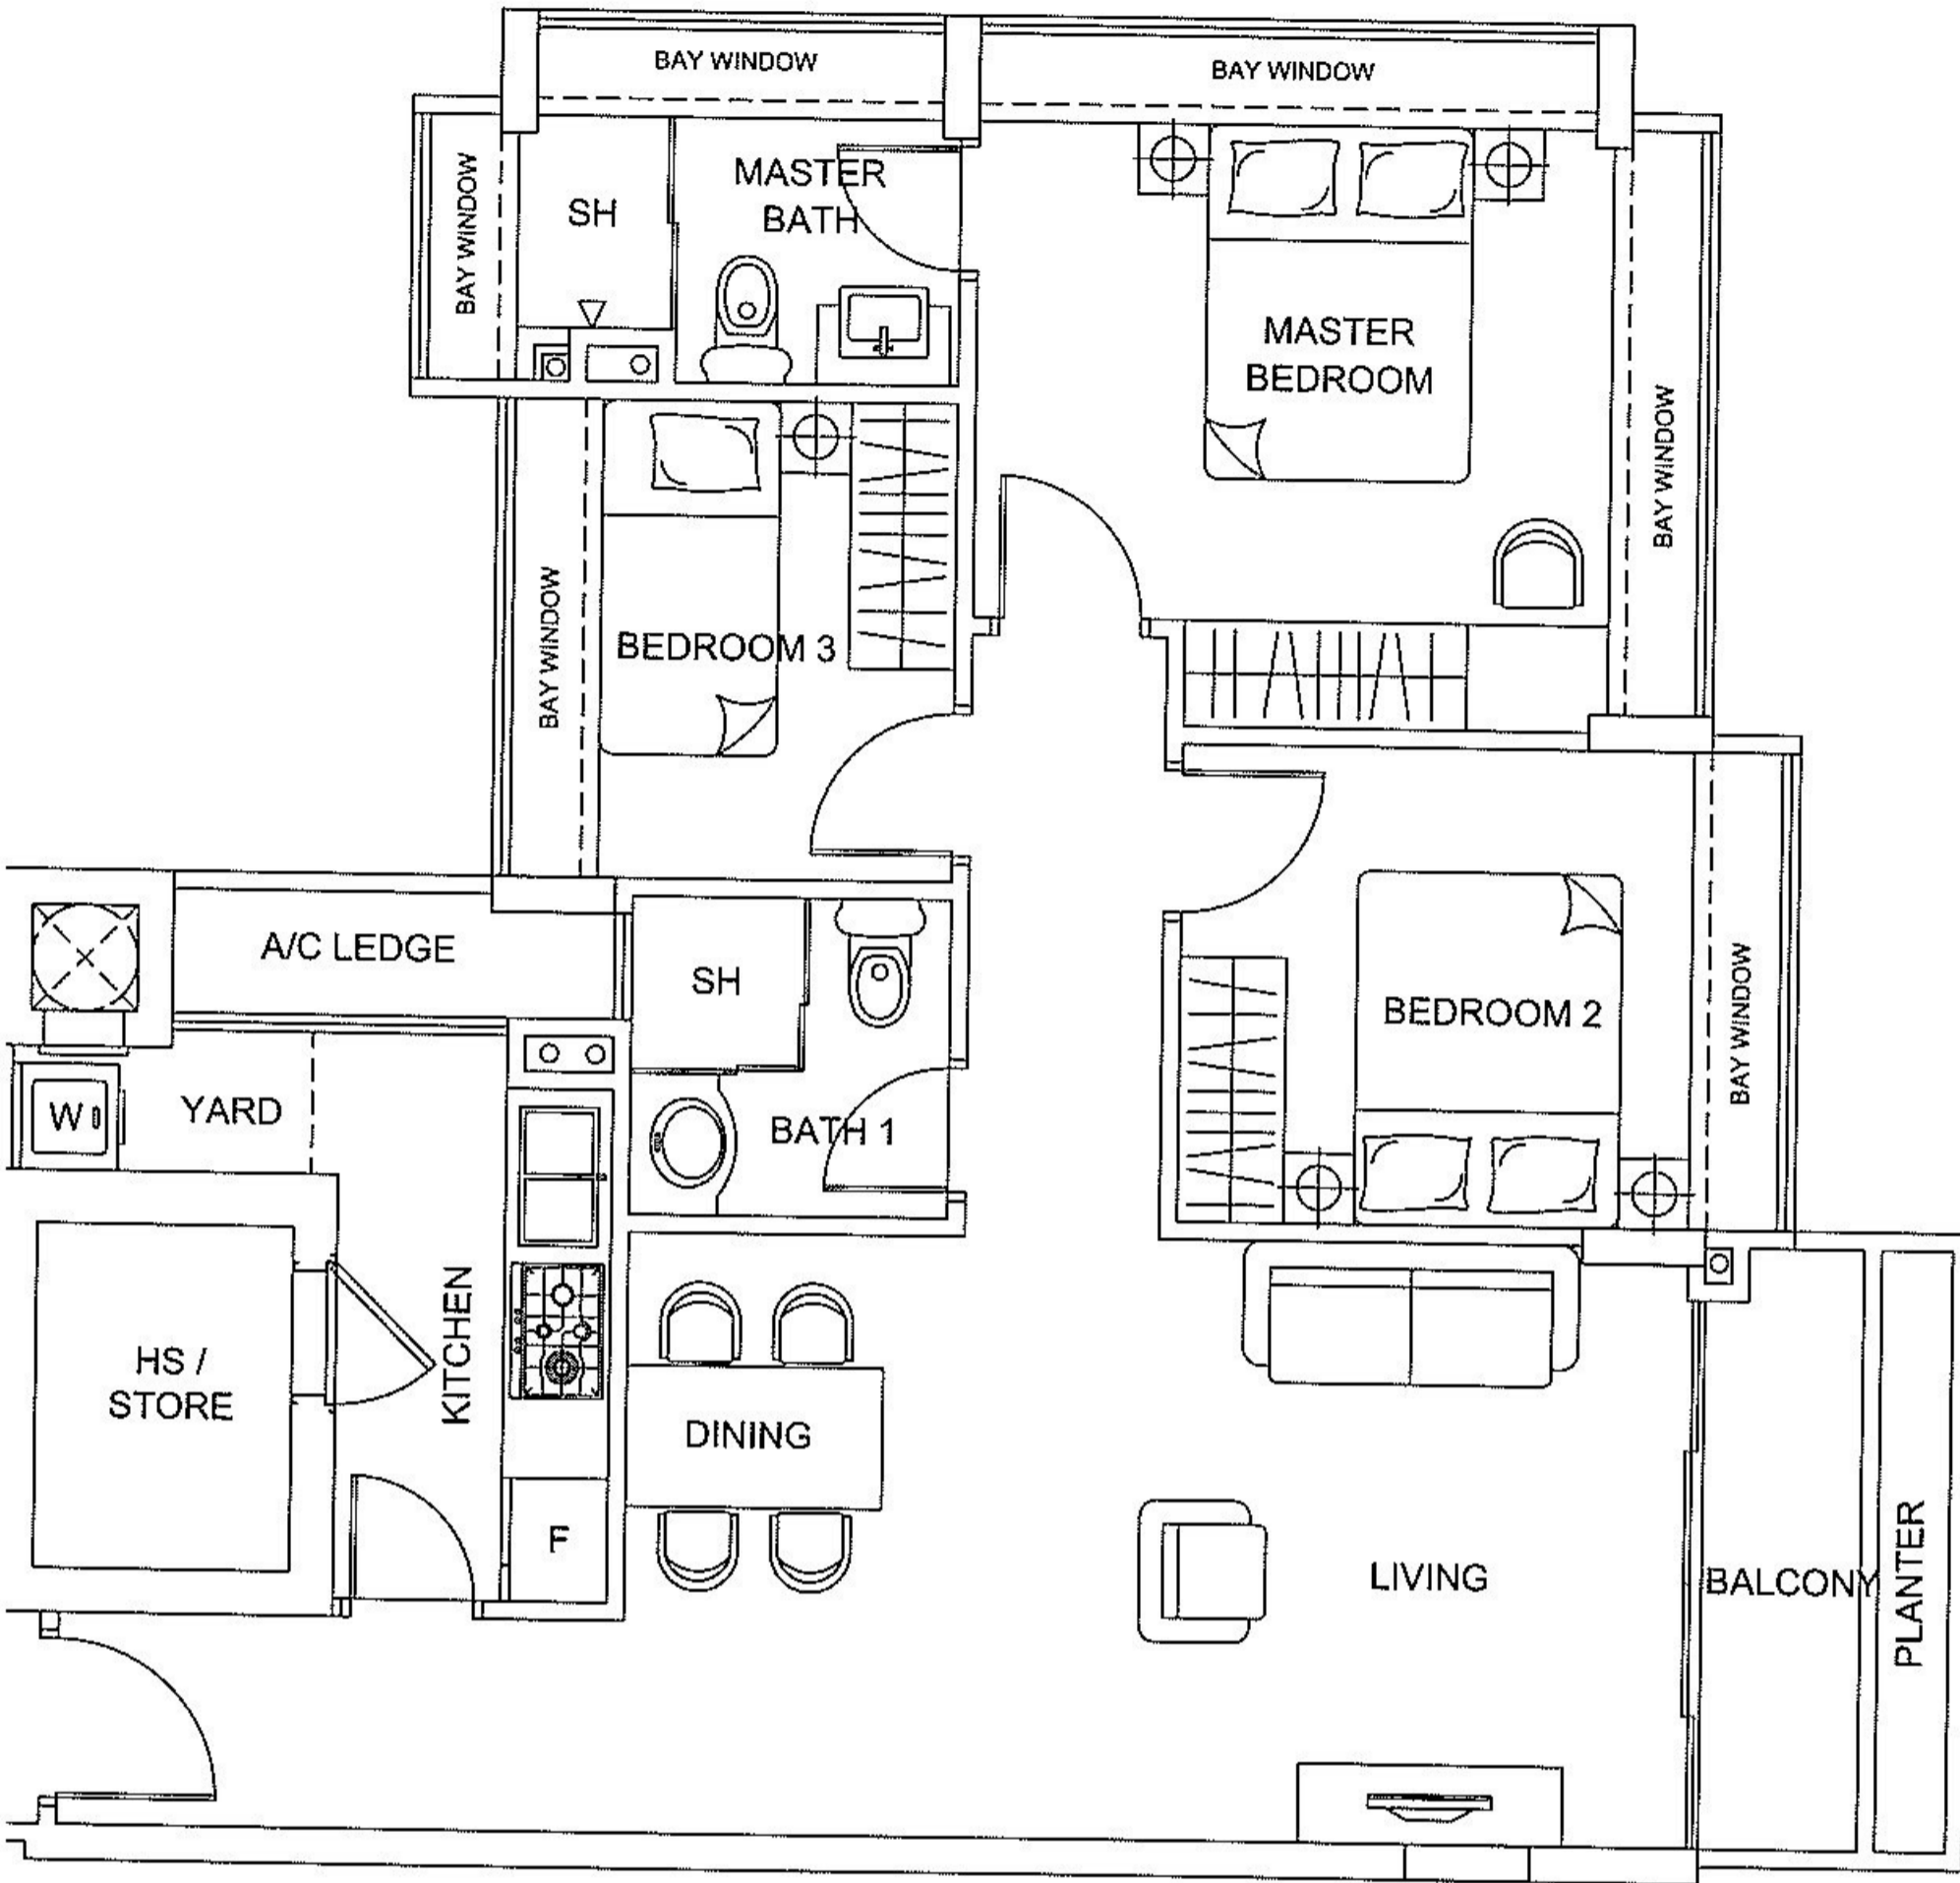 BAY WINDOW
BAY WINDOW
BAY WINDOW
SH
MASTER
BATH
MASTER
BEDROOM
BAY WINDOW
BAY WINDOW
BEDROOM 3
A/C LEDGE
SH
BEDROOM 2
BAY WINDOW
W
YARD
BATH 1
HS /
STORE
KITCHEN
DINING
F
LIVING
BALCONY
PLANTER